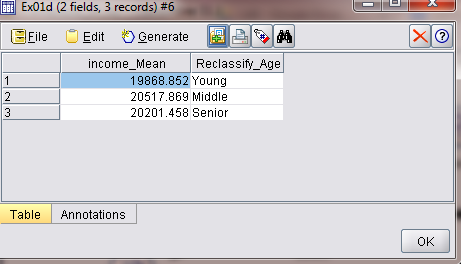 Ex01d (2 fields, 3 records) #6
File Edit Generate
income_Mean Reclassify_Age
1 19868.852 Young
2 20517.869 Middle
3 20201.458 Senior
Table Annotations
OK